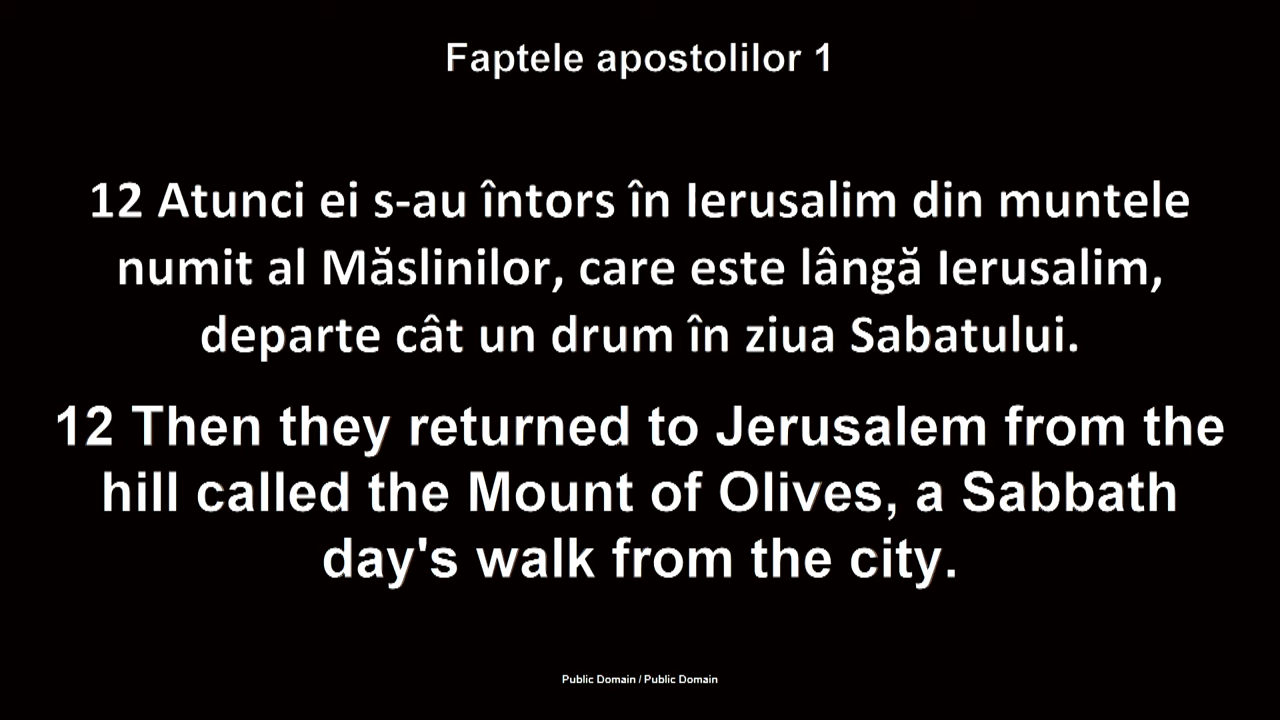 Faptele apostolilor 1
12 Atunci ei s-au întors în Ierusalim din muntele
numit al Măslinilor, care este lângă Ierusalim,
departe cât un drum în ziua Sabatului.
12 Then they returned to Jerusalem from the
hill called the Mount of Olives, a Sabbath
day's walk from the city.
Public Domain / Public Domain